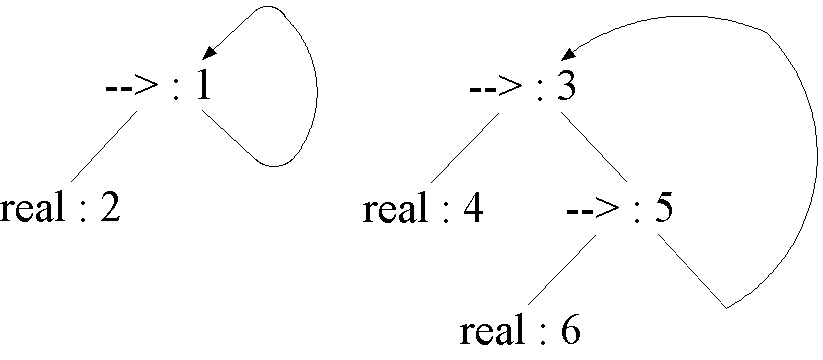 --> : 1
--> : 3
real : 2
real : 4
--> : 5
real : 6